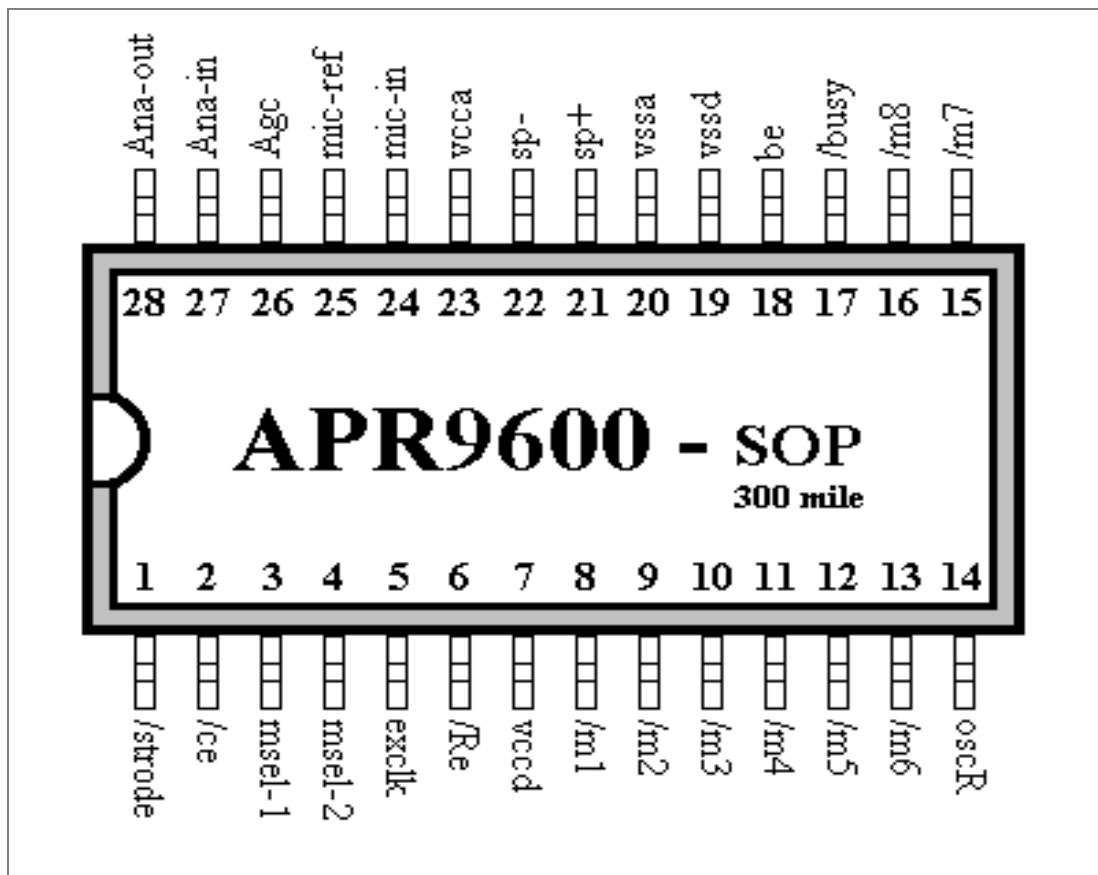 Ana-out Ana-in Agc mic-ref mic-in vcca sp- sp+ vssa vssd be /busy /m8 /m7
28 27 26 25 24 23 22 21 20 19 18 17 16 15
APR9600 - SOP
300 mile
1 2 3 4 5 6 7 8 9 10 11 12 13 14
/strode /ce msel-1 msel-2 exclk /Re vccd /m1 /m2 /m3 /m4 /m5 /m6 oscR